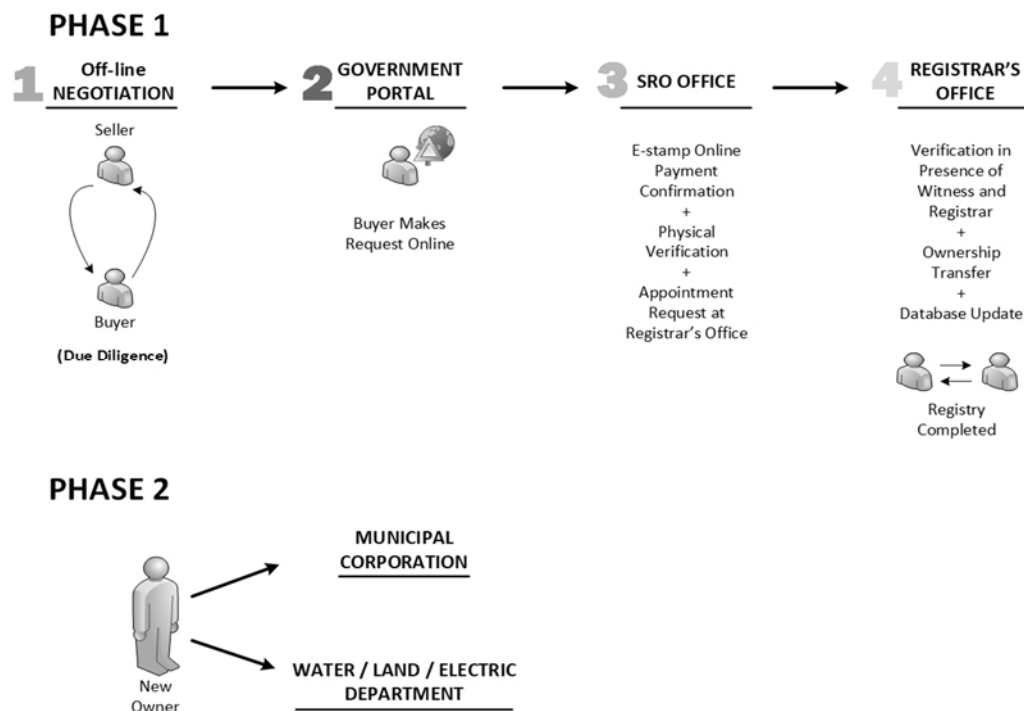 PHASE 1
1
Off-line
NEGOTIATION
Seller
Buyer
(Due Diligence)
2
GOVERNMENT
PORTAL
Buyer Makes
Request Online
3
SRO OFFICE
E-stamp Online
Payment
Confirmation
+
Physical
Verification
+
Appointment
Request at
Registrar’s Office
4
REGISTRAR’S
OFFICE
Verification in
Presence of
Witness and
Registrar
+
Ownership
Transfer
+
Database Update
Registry
Completed
PHASE 2
New
Owner
MUNICIPAL
CORPORATION
WATER / LAND / ELECTRIC
DEPARTMENT